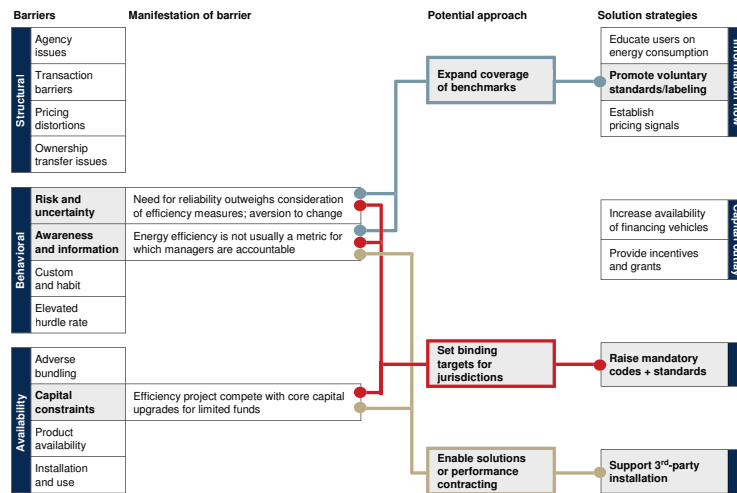 Barriers
Manifestation of barrier
Potential approach
Solution strategies
Structural
Agency
issues
Transaction
barriers
Pricing
distortions
Ownership
transfer issues
Behavioral
Risk and
uncertainty
Need for reliability outweighs consideration
of efficiency measures; aversion to change
Awareness
and information
Energy efficiency is not usually a metric for
which managers are accountable
Custom
and habit
Elevated
hurdle rate
Availability
Adverse
bundling
Capital
constraints
Efficiency project compete with core capital
upgrades for limited funds
Product
availability
Installation
and use
Expand coverage
of benchmarks
Set binding
targets for
jurisdictions
Enable solutions
or performance
contracting
Educate users on
energy consumption
Promote voluntary
standards/labeling
Establish
pricing signals
Increase availability
of financing vehicles
Provide incentives
and grants
Raise mandatory
codes + standards
Support 3rd-party
installation